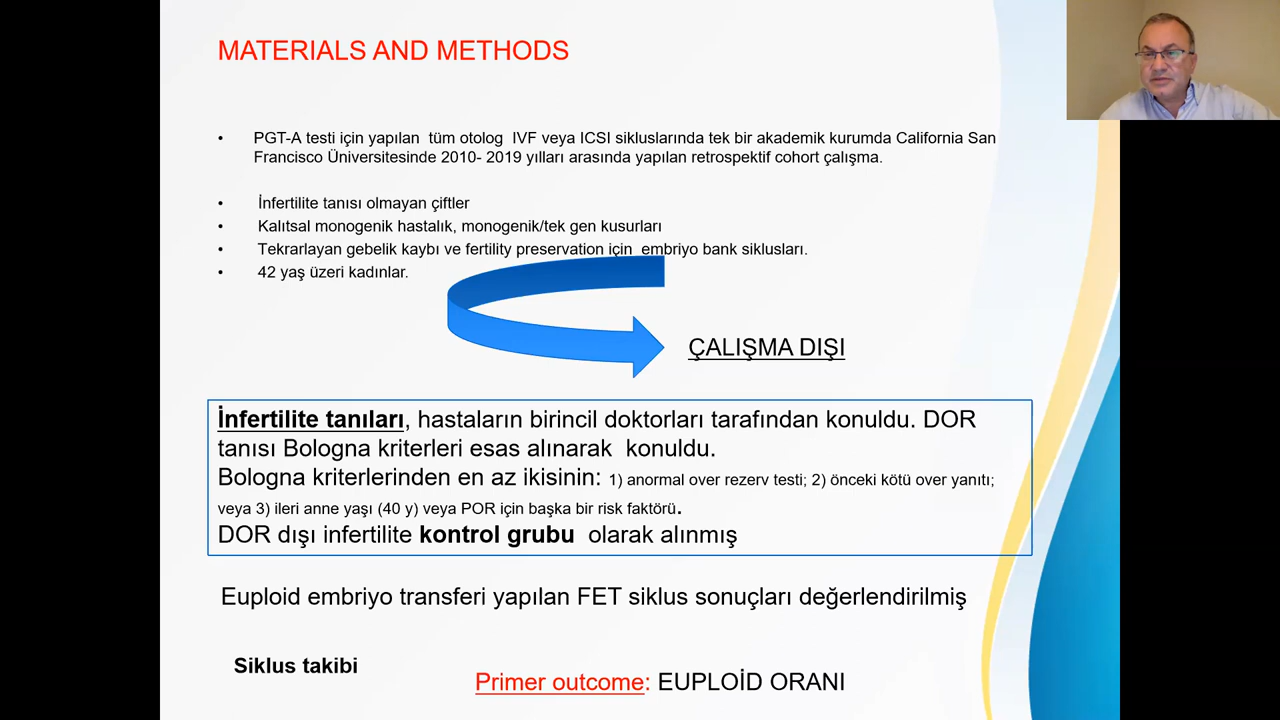 MATERIALS AND METHODS
• PGT-A testi için yapılan tüm otolog IVF veya ICSI sikluslarında tek bir akademik kurumda California San
Francisco Üniversitesinde 2010- 2019 yılları arasında yapılan retrospektif cohort çalışma.
• İnfertilite tanısı olmayan çiftler
• Kalıtsal monogenik hastalık, monogenik/tek gen kusurları
• Tekrarlayan gebelik kaybı ve fertility preservation için embriyo bank siklusları.
• 42 yaş üzeri kadınlar.
ÇALIŞMA DIŞI
İnfertilite tanıları, hastaların birincil doktorları tarafından konuldu. DOR
tanısı Bologna kriterleri esas alınarak konuldu.
Bologna kriterlerinden en az ikisinin: 1) anormal over rezerv testi; 2) önceki kötü over yanıtı;
veya 3) ileri anne yaşı (40 y) veya POR için başka bir risk faktörü.
DOR dışı infertilite kontrol grubu olarak alınmış
Euploid embriyo transferi yapılan FET siklus sonuçları değerlendirilmiş
Siklus takibi
Primer outcome: EUPLOİD ORANI